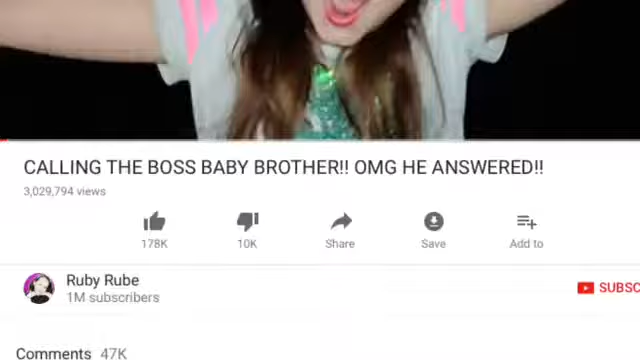 CALLING THE BOSS BABY BROTHER!! OMG HE ANSWERED!!
3,029,794 views
178K 10K Share Save Add to
Ruby Rube
1M subscribers
SUBSC
Comments 47K